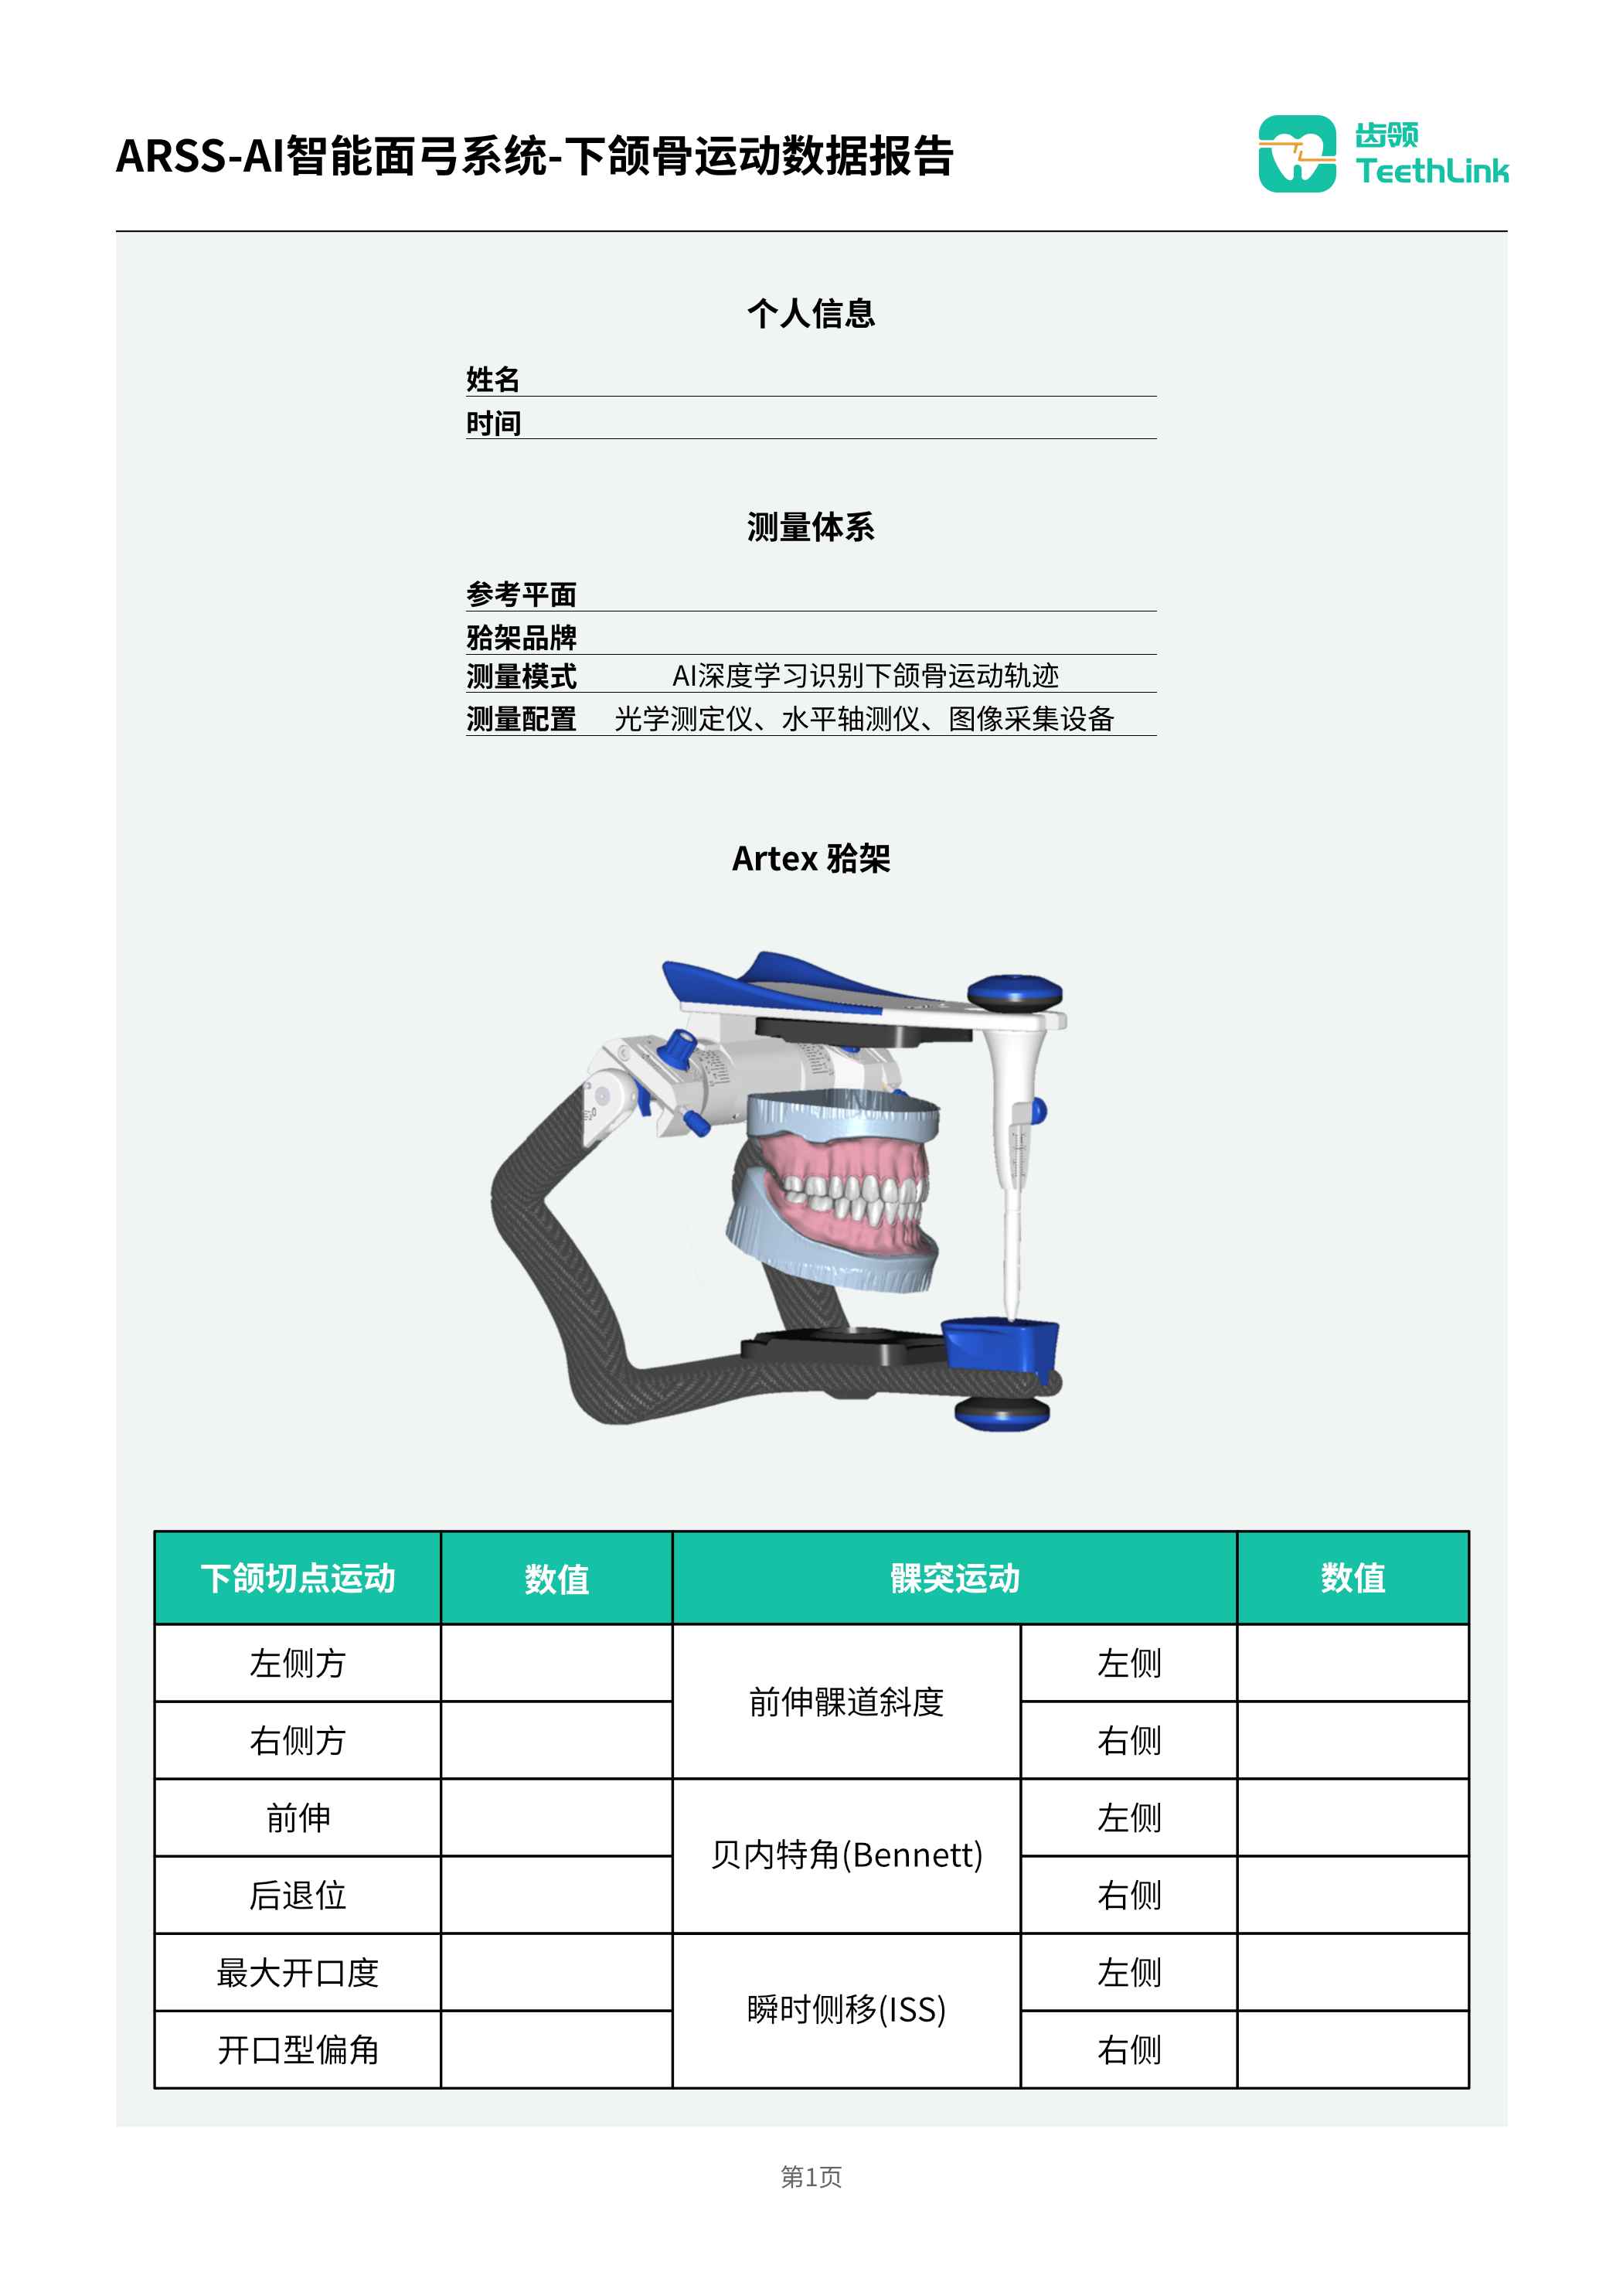 ARSS-AI智能面弓系统-下颌骨运动数据报告
齿领
TeethLink
个人信息
姓名
时间
测量体系
参考平面
𬌗架品牌
测量模式 AI深度学习识别下颌骨运动轨迹
测量配置 光学测定仪、水平轴测仪、图像采集设备
Artex 𬌗架
下颌切点运动 数值 髁突运动 数值
左侧方 前伸髁道斜度 左侧
右侧方 右侧
前伸 贝内特角(Bennett) 左侧
后退位 右侧
最大开口度 瞬时侧移(ISS) 左侧
开口型偏角 右侧
第1页